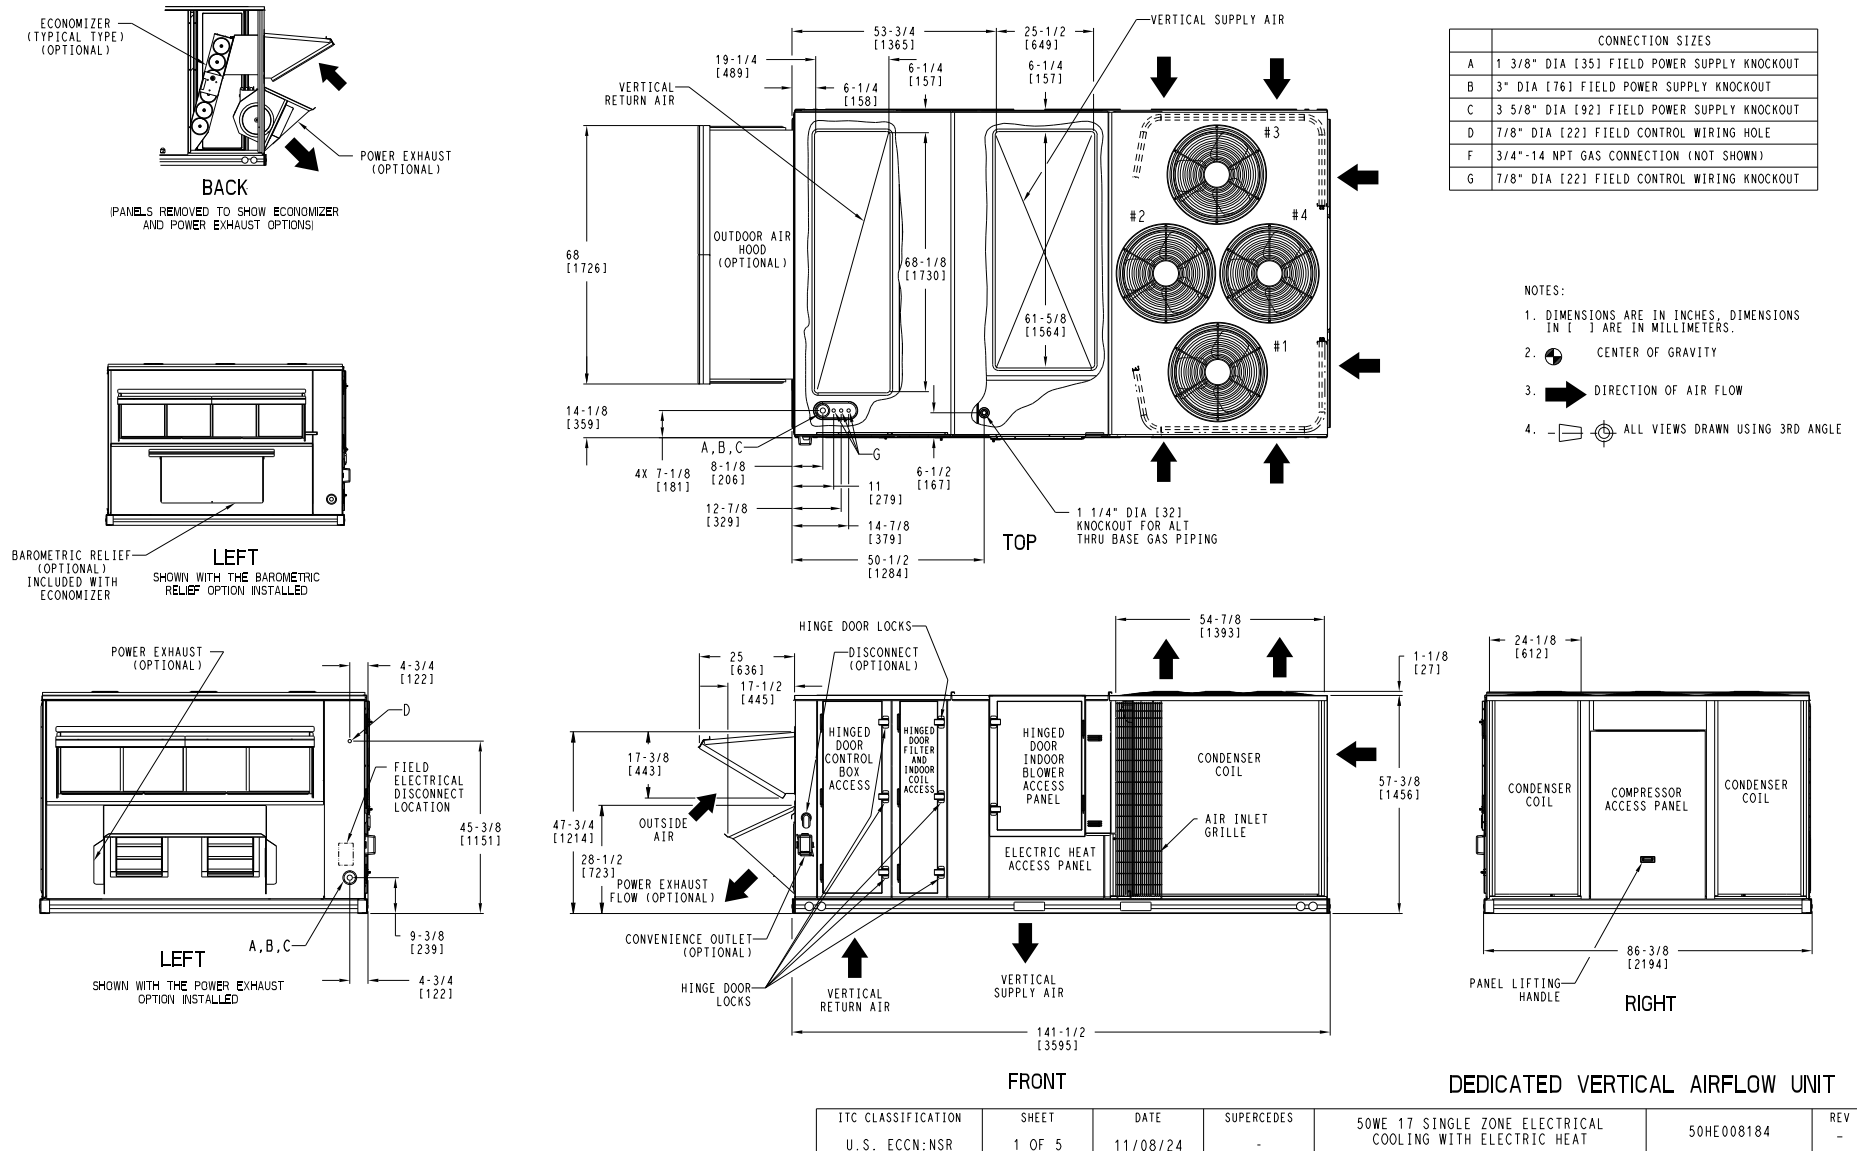 ECONOMIZER
(TYPICAL TYPE)
(OPTIONAL)
POWER EXHAUST
(OPTIONAL)
BACK
(PANELS REMOVED TO SHOW ECONOMIZER
AND POWER EXHAUST OPTIONS)
BAROMETRIC RELIEF
(OPTIONAL)
INCLUDED WITH
ECONOMIZER
LEFT
SHOWN WITH THE BAROMETRIC
RELIEF OPTION INSTALLED
POWER EXHAUST
(OPTIONAL)
4-3/4
[122]
D
FIELD
ELECTRICAL
DISCONNECT
LOCATION
45-3/8
[1151]
A,B,C
9-3/8
[239]
4-3/4
[122]
LEFT
SHOWN WITH THE POWER EXHAUST
OPTION INSTALLED
VERTICAL SUPPLY AIR
53-3/4
[1365]
25-1/2
[649]
19-1/4
[489]
6-1/4
[157]
6-1/4
[157]
6-1/4
[158]
VERTICAL
RETURN AIR
#3
#2
#4
#1
OUTDOOR AIR
HOOD
(OPTIONAL)
68
[1726]
68-1/8
[1730]
61-5/8
[1564]
14-1/8
[359]
A,B,C
G
4X 7-1/8
[181]
8-1/8
[206]
11
[279]
6-1/2
[167]
12-7/8
[329]
14-7/8
[379]
50-1/2
[1284]
1 1/4" DIA [32]
KNOCKOUT FOR ALT
THRU BASE GAS PIPING
TOP
CONNECTION SIZES
A 1 3/8" DIA [35] FIELD POWER SUPPLY KNOCKOUT
B 3" DIA [76] FIELD POWER SUPPLY KNOCKOUT
C 3 5/8" DIA [92] FIELD POWER SUPPLY KNOCKOUT
D 7/8" DIA [22] FIELD CONTROL WIRING HOLE
F 3/4"-14 NPT GAS CONNECTION (NOT SHOWN)
G 7/8" DIA [22] FIELD CONTROL WIRING KNOCKOUT
NOTES:
1. DIMENSIONS ARE IN INCHES, DIMENSIONS
IN [ ] ARE IN MILLIMETERS.
2. CENTER OF GRAVITY
3. DIRECTION OF AIR FLOW
4. ALL VIEWS DRAWN USING 3RD ANGLE
HINGE DOOR LOCKS
DISCONNECT
(OPTIONAL)
25
[636]
17-1/2
[445]
54-7/8
[1393]
1-1/8
[27]
17-3/8
[443]
47-3/4
[1214]
28-1/2
[723]
OUTSIDE
AIR
POWER EXHAUST
FLOW (OPTIONAL)
CONVENIENCE OUTLET
(OPTIONAL)
HINGE DOOR
LOCKS
HINGED
DOOR
CONTROL
BOX
ACCESS
HINGED
DOOR
FILTER
AND
INDOOR
COIL
ACCESS
HINGED
DOOR
INDOOR
BLOWER
ACCESS
PANEL
CONDENSER
COIL
AIR INLET
GRILLE
ELECTRIC HEAT
ACCESS PANEL
57-3/8
[1456]
VERTICAL
RETURN AIR
VERTICAL
SUPPLY AIR
141-1/2
[3595]
FRONT
24-1/8
[612]
CONDENSER
COIL
COMPRESSOR
ACCESS PANEL
CONDENSER
COIL
86-3/8
[2194]
PANEL LIFTING
HANDLE
RIGHT
DEDICATED VERTICAL AIRFLOW UNIT
ITC CLASSIFICATION
U.S. ECCN:NSR
SHEET
1 OF 5
DATE
11/08/24
SUPERCEDES
-
50WE 17 SINGLE ZONE ELECTRICAL
COOLING WITH ELECTRIC HEAT
50HE008184
REV
-